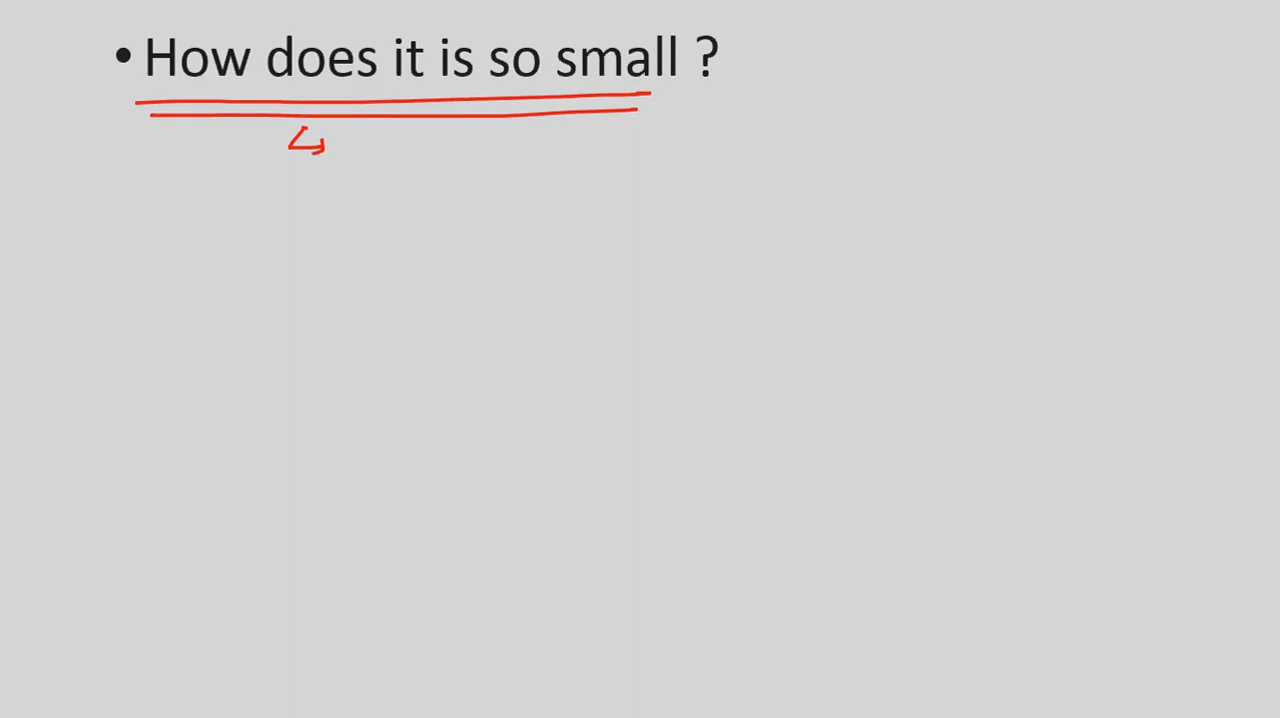 • How does it is so small ?